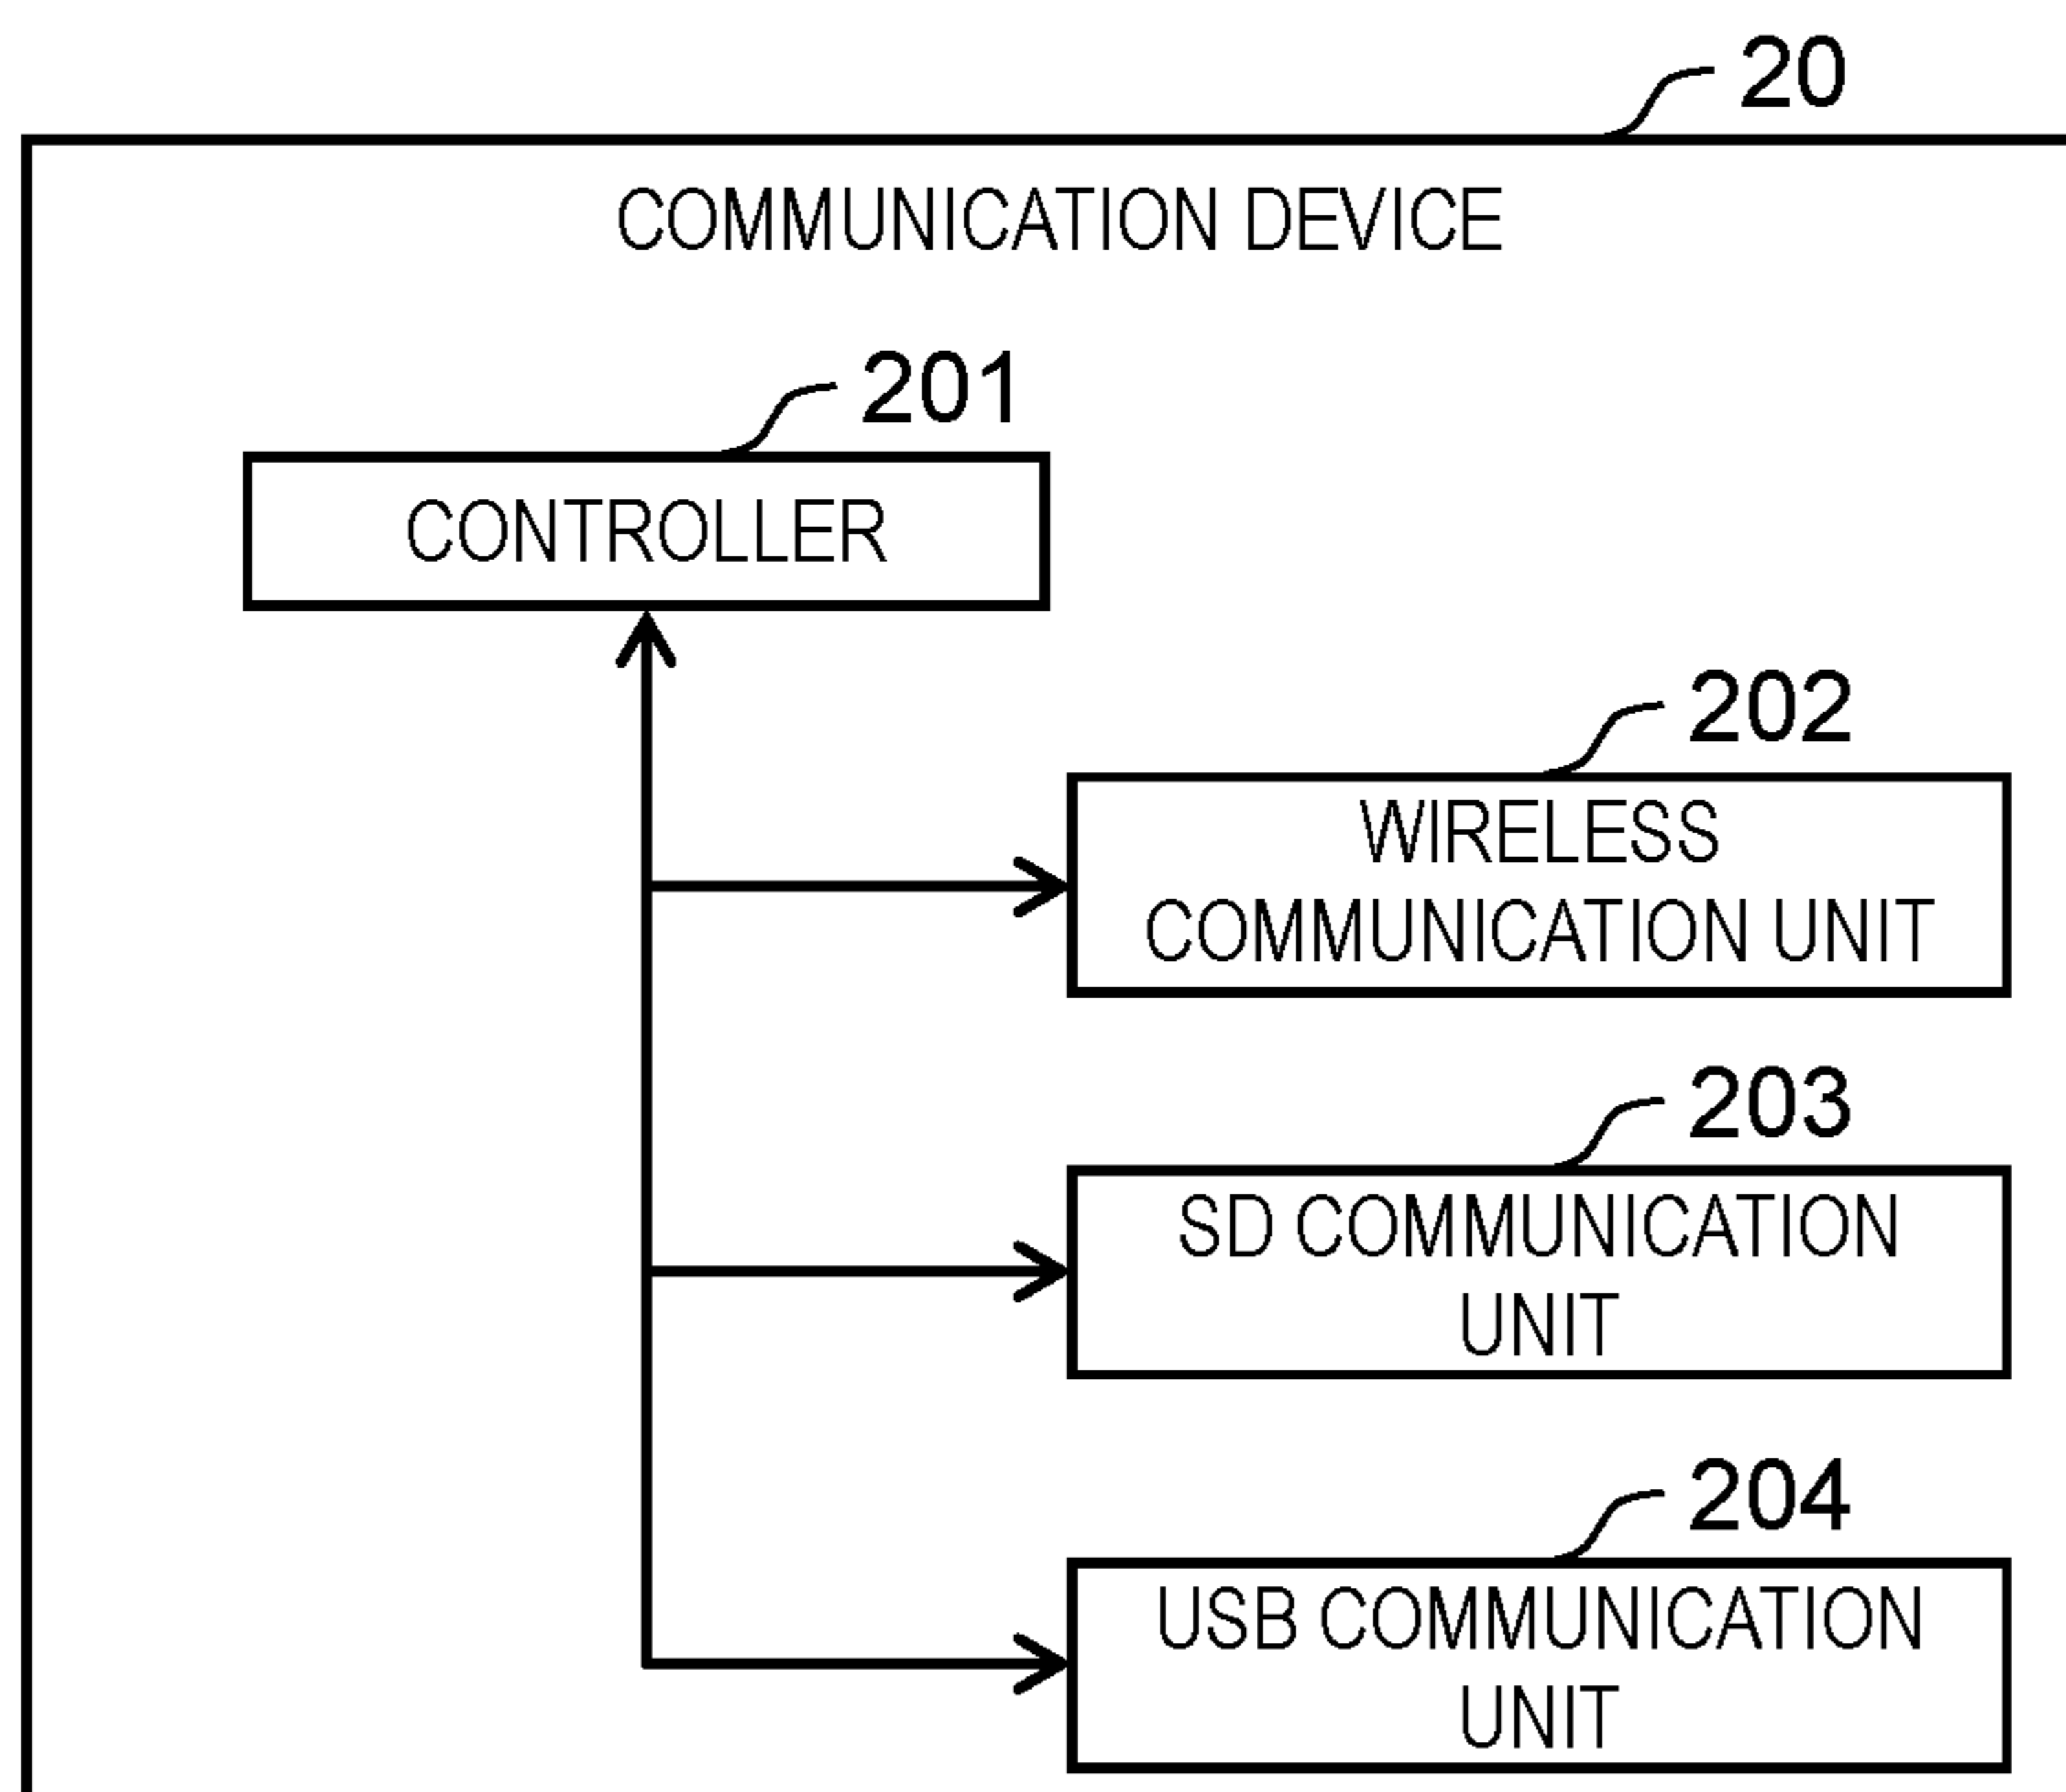 20
COMMUNICATION DEVICE
201
CONTROLLER
202
WIRELESS
COMMUNICATION UNIT
203
SD COMMUNICATION
UNIT
204
USB COMMUNICATION
UNIT